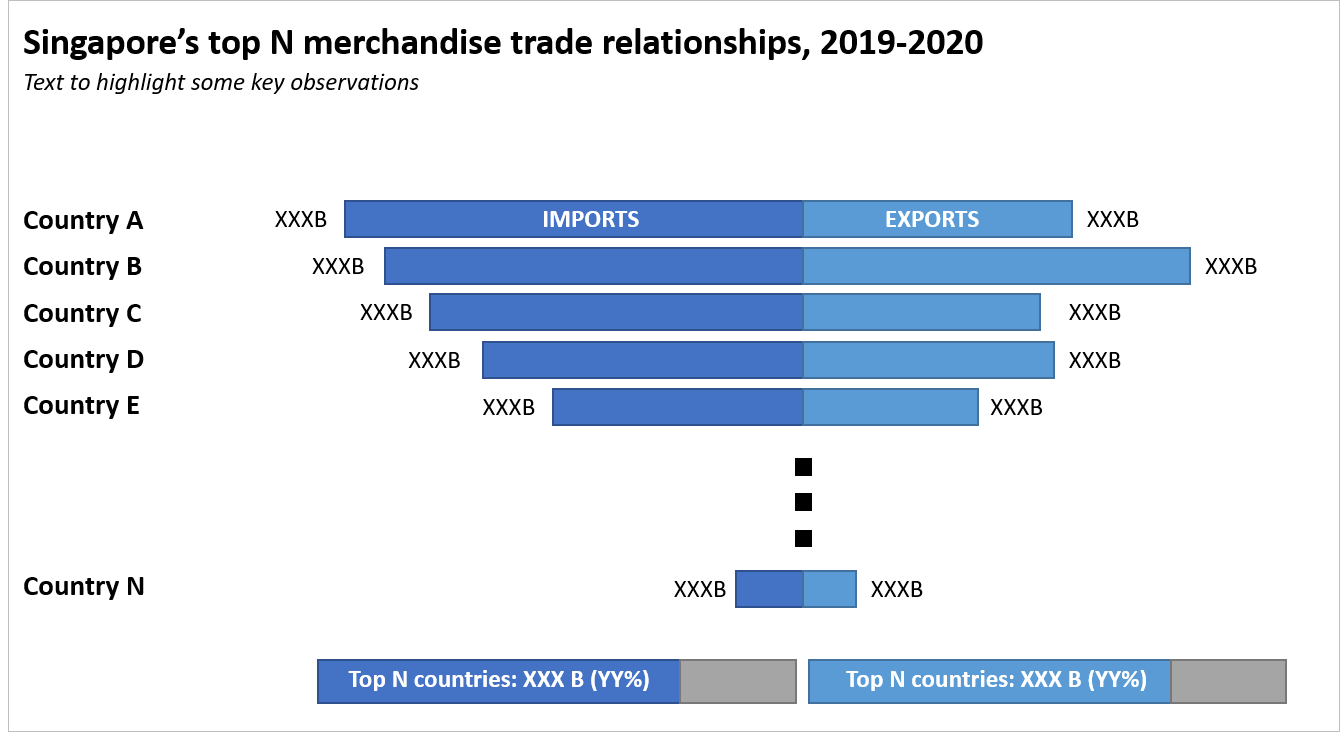 Singapore’s top N merchandise trade relationships, 2019-2020
Text to highlight some key observations
Country A XXXB IMPORTS EXPORTS XXXB
Country B XXXB XXXB
Country C XXXB XXXB
Country D XXXB XXXB
Country E XXXB XXXB
Country N XXXB XXXB
Top N countries: XXX B (YY%) Top N countries: XXX B (YY%)